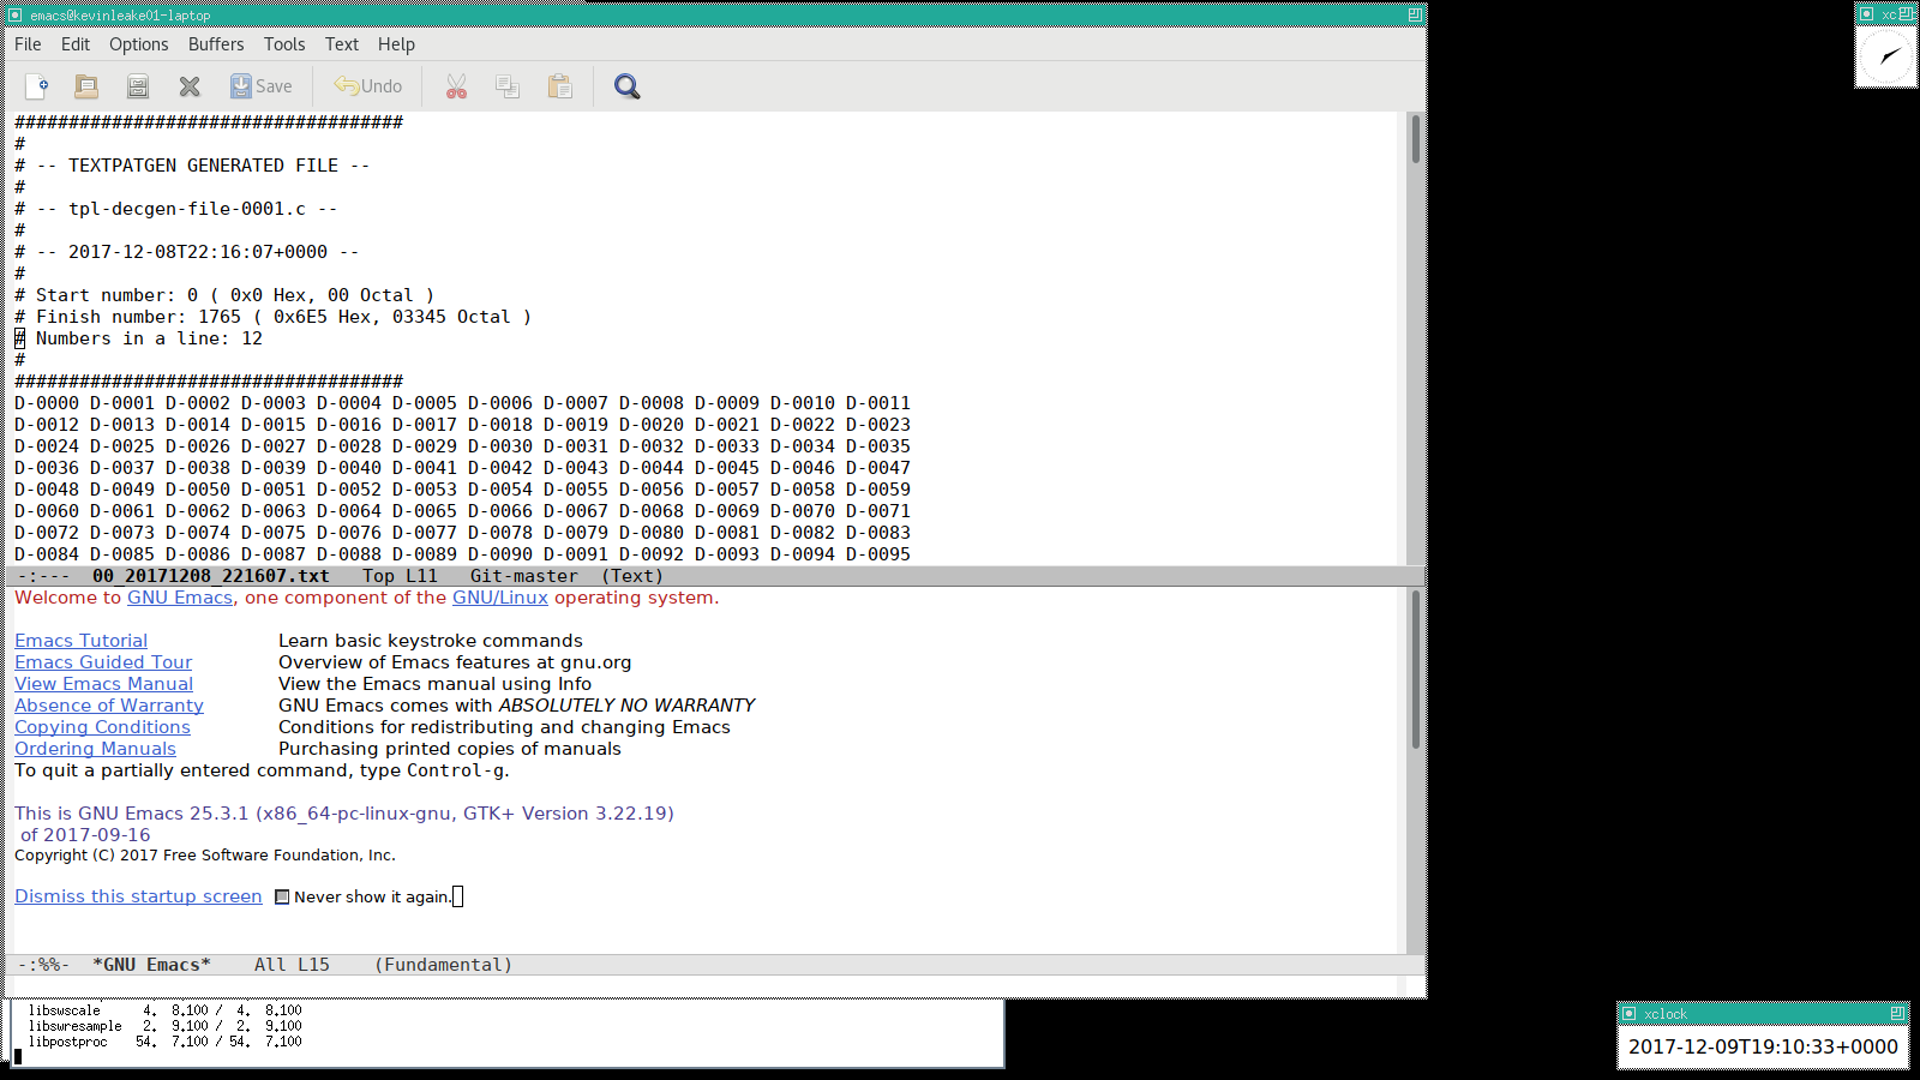 emacs@kevinleake01-laptop
File Edit Options Buffers Tools Text Help
Save Undo
####################################
#
# -- TEXTPATGEN GENERATED FILE --
#
# -- tpl-decgen-file-0001.c --
#
# -- 2017-12-08T22:16:07+0000 --
#
# Start number: 0 ( 0x0 Hex, 00 Octal )
# Finish number: 1765 ( 0x6E5 Hex, 03345 Octal )
# Numbers in a line: 12
#
####################################
D-0000 D-0001 D-0002 D-0003 D-0004 D-0005 D-0006 D-0007 D-0008 D-0009 D-0010 D-0011
D-0012 D-0013 D-0014 D-0015 D-0016 D-0017 D-0018 D-0019 D-0020 D-0021 D-0022 D-0023
D-0024 D-0025 D-0026 D-0027 D-0028 D-0029 D-0030 D-0031 D-0032 D-0033 D-0034 D-0035
D-0036 D-0037 D-0038 D-0039 D-0040 D-0041 D-0042 D-0043 D-0044 D-0045 D-0046 D-0047
D-0048 D-0049 D-0050 D-0051 D-0052 D-0053 D-0054 D-0055 D-0056 D-0057 D-0058 D-0059
D-0060 D-0061 D-0062 D-0063 D-0064 D-0065 D-0066 D-0067 D-0068 D-0069 D-0070 D-0071
D-0072 D-0073 D-0074 D-0075 D-0076 D-0077 D-0078 D-0079 D-0080 D-0081 D-0082 D-0083
D-0084 D-0085 D-0086 D-0087 D-0088 D-0089 D-0090 D-0091 D-0092 D-0093 D-0094 D-0095
-:--- 00_20171208_221607.txt Top L11 Git-master (Text)
Welcome to GNU Emacs, one component of the GNU/Linux operating system.
Emacs Tutorial Learn basic keystroke commands
Emacs Guided Tour Overview of Emacs features at gnu.org
View Emacs Manual View the Emacs manual using Info
Absence of Warranty GNU Emacs comes with ABSOLUTELY NO WARRANTY
Copying Conditions Conditions for redistributing and changing Emacs
Ordering Manuals Purchasing printed copies of manuals
To quit a partially entered command, type Control-g.
This is GNU Emacs 25.3.1 (x86_64-pc-linux-gnu, GTK+ Version 3.22.19)
of 2017-09-16
Copyright (C) 2017 Free Software Foundation, Inc.
Dismiss this startup screen Never show it again.
-:%%- *GNU Emacs* All L15 (Fundamental)
libswscale 4. 8.100 / 4. 8.100
libswresample 2. 9.100 / 2. 9.100
libpostproc 54. 7.100 / 54. 7.100
xc
xclock
2017-12-09T19:10:33+0000